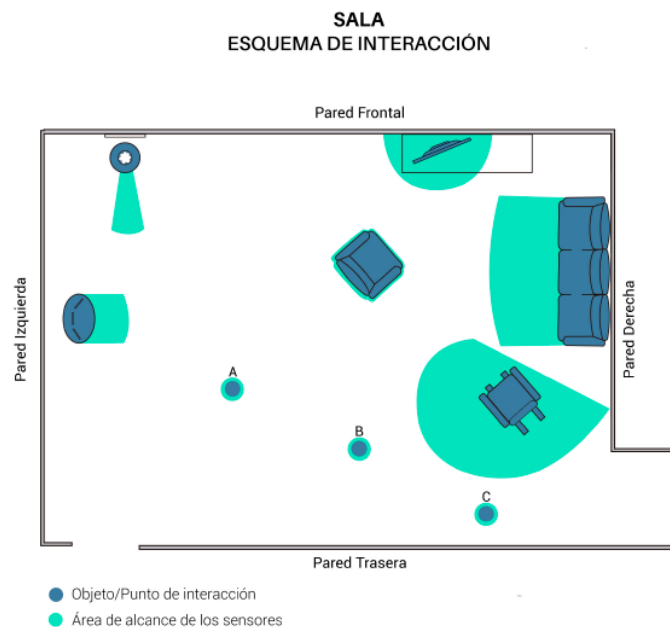 SALA
ESQUEMA DE INTERACCIÓN
Pared Frontal
Pared Izquierda
Pared Derecha
A
B
C
Pared Trasera
Objeto/Punto de interacción
Área de alcance de los sensores